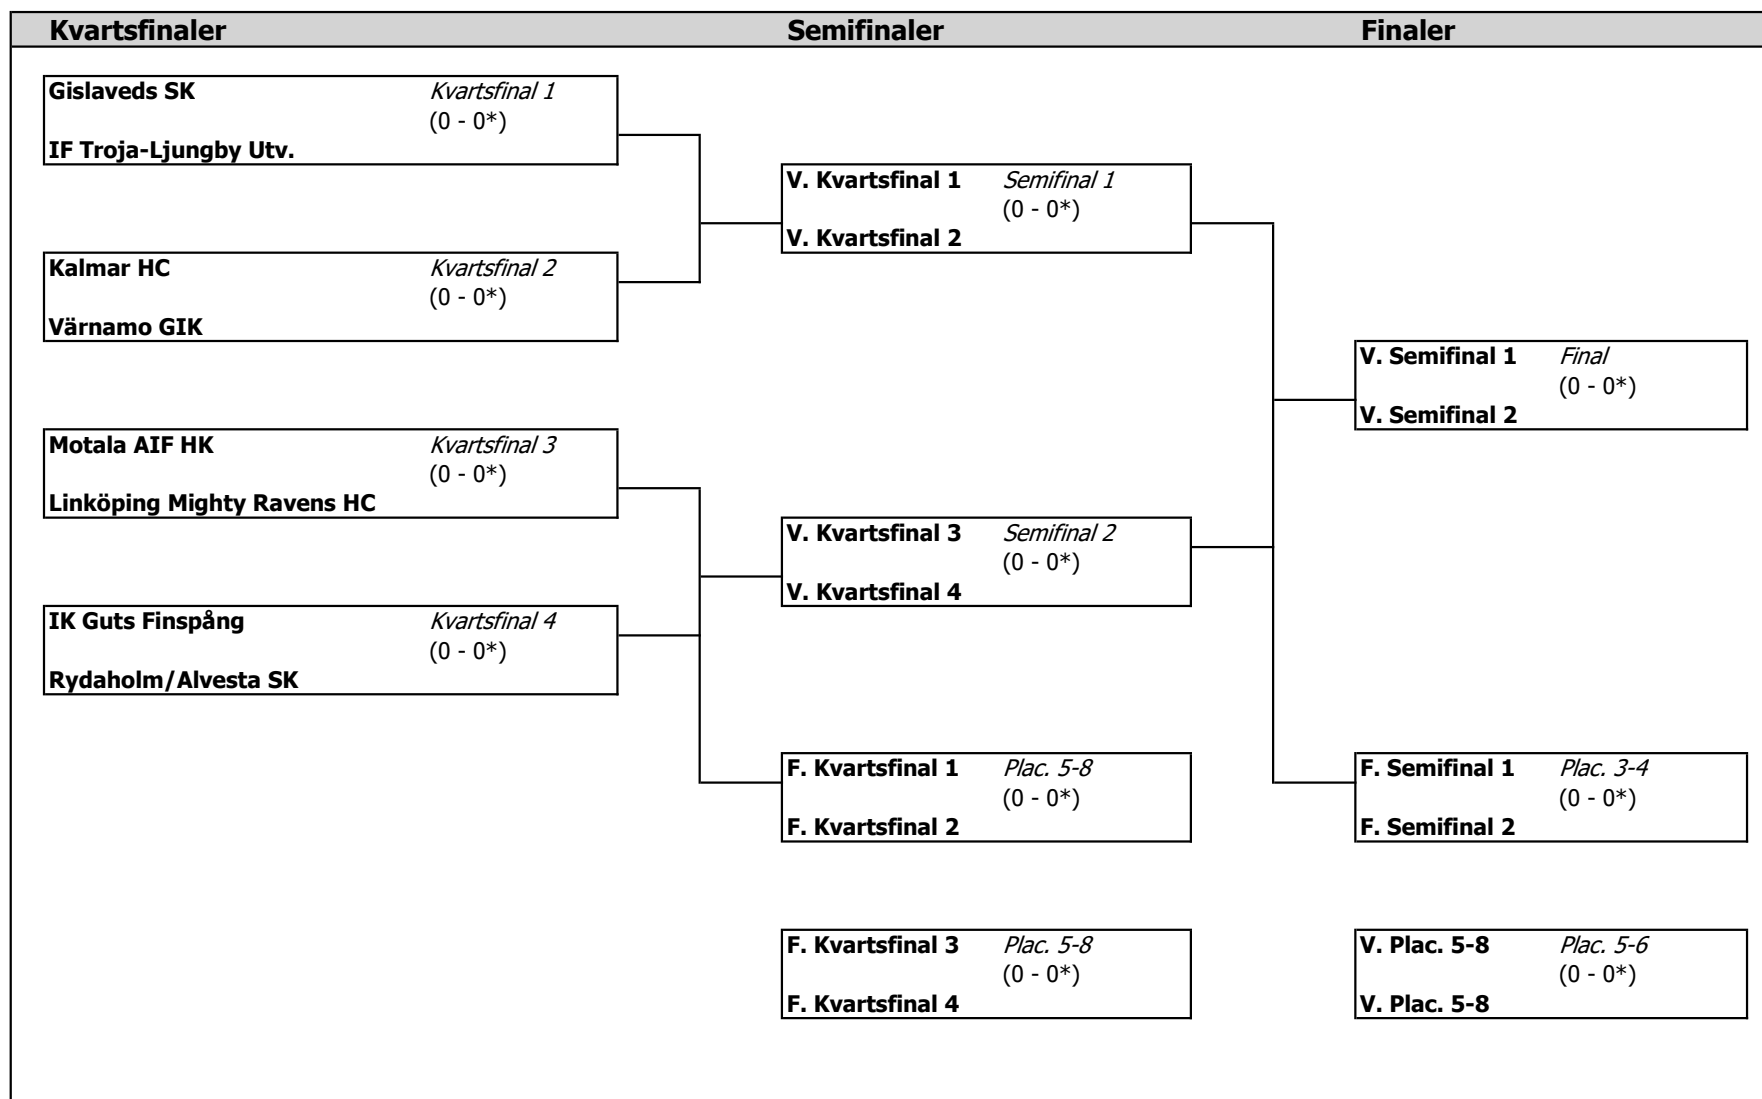 Kvartsfinaler
Semifinaler
Finaler
Gislaveds SK
Kvartsfinal 1
(0 - 0*)
IF Troja-Ljungby Utv.
Kalmar HC
Kvartsfinal 2
(0 - 0*)
Värnamo GIK
Motala AIF HK
Kvartsfinal 3
(0 - 0*)
Linköping Mighty Ravens HC
IK Guts Finspång
Kvartsfinal 4
(0 - 0*)
Rydaholm/Alvesta SK
V. Kvartsfinal 1
Semifinal 1
(0 - 0*)
V. Kvartsfinal 2
V. Kvartsfinal 3
Semifinal 2
(0 - 0*)
V. Kvartsfinal 4
F. Kvartsfinal 1
Plac. 5-8
(0 - 0*)
F. Kvartsfinal 2
F. Kvartsfinal 3
Plac. 5-8
(0 - 0*)
F. Kvartsfinal 4
V. Semifinal 1
Final
(0 - 0*)
V. Semifinal 2
F. Semifinal 1
Plac. 3-4
(0 - 0*)
F. Semifinal 2
V. Plac. 5-8
Plac. 5-6
(0 - 0*)
V. Plac. 5-8